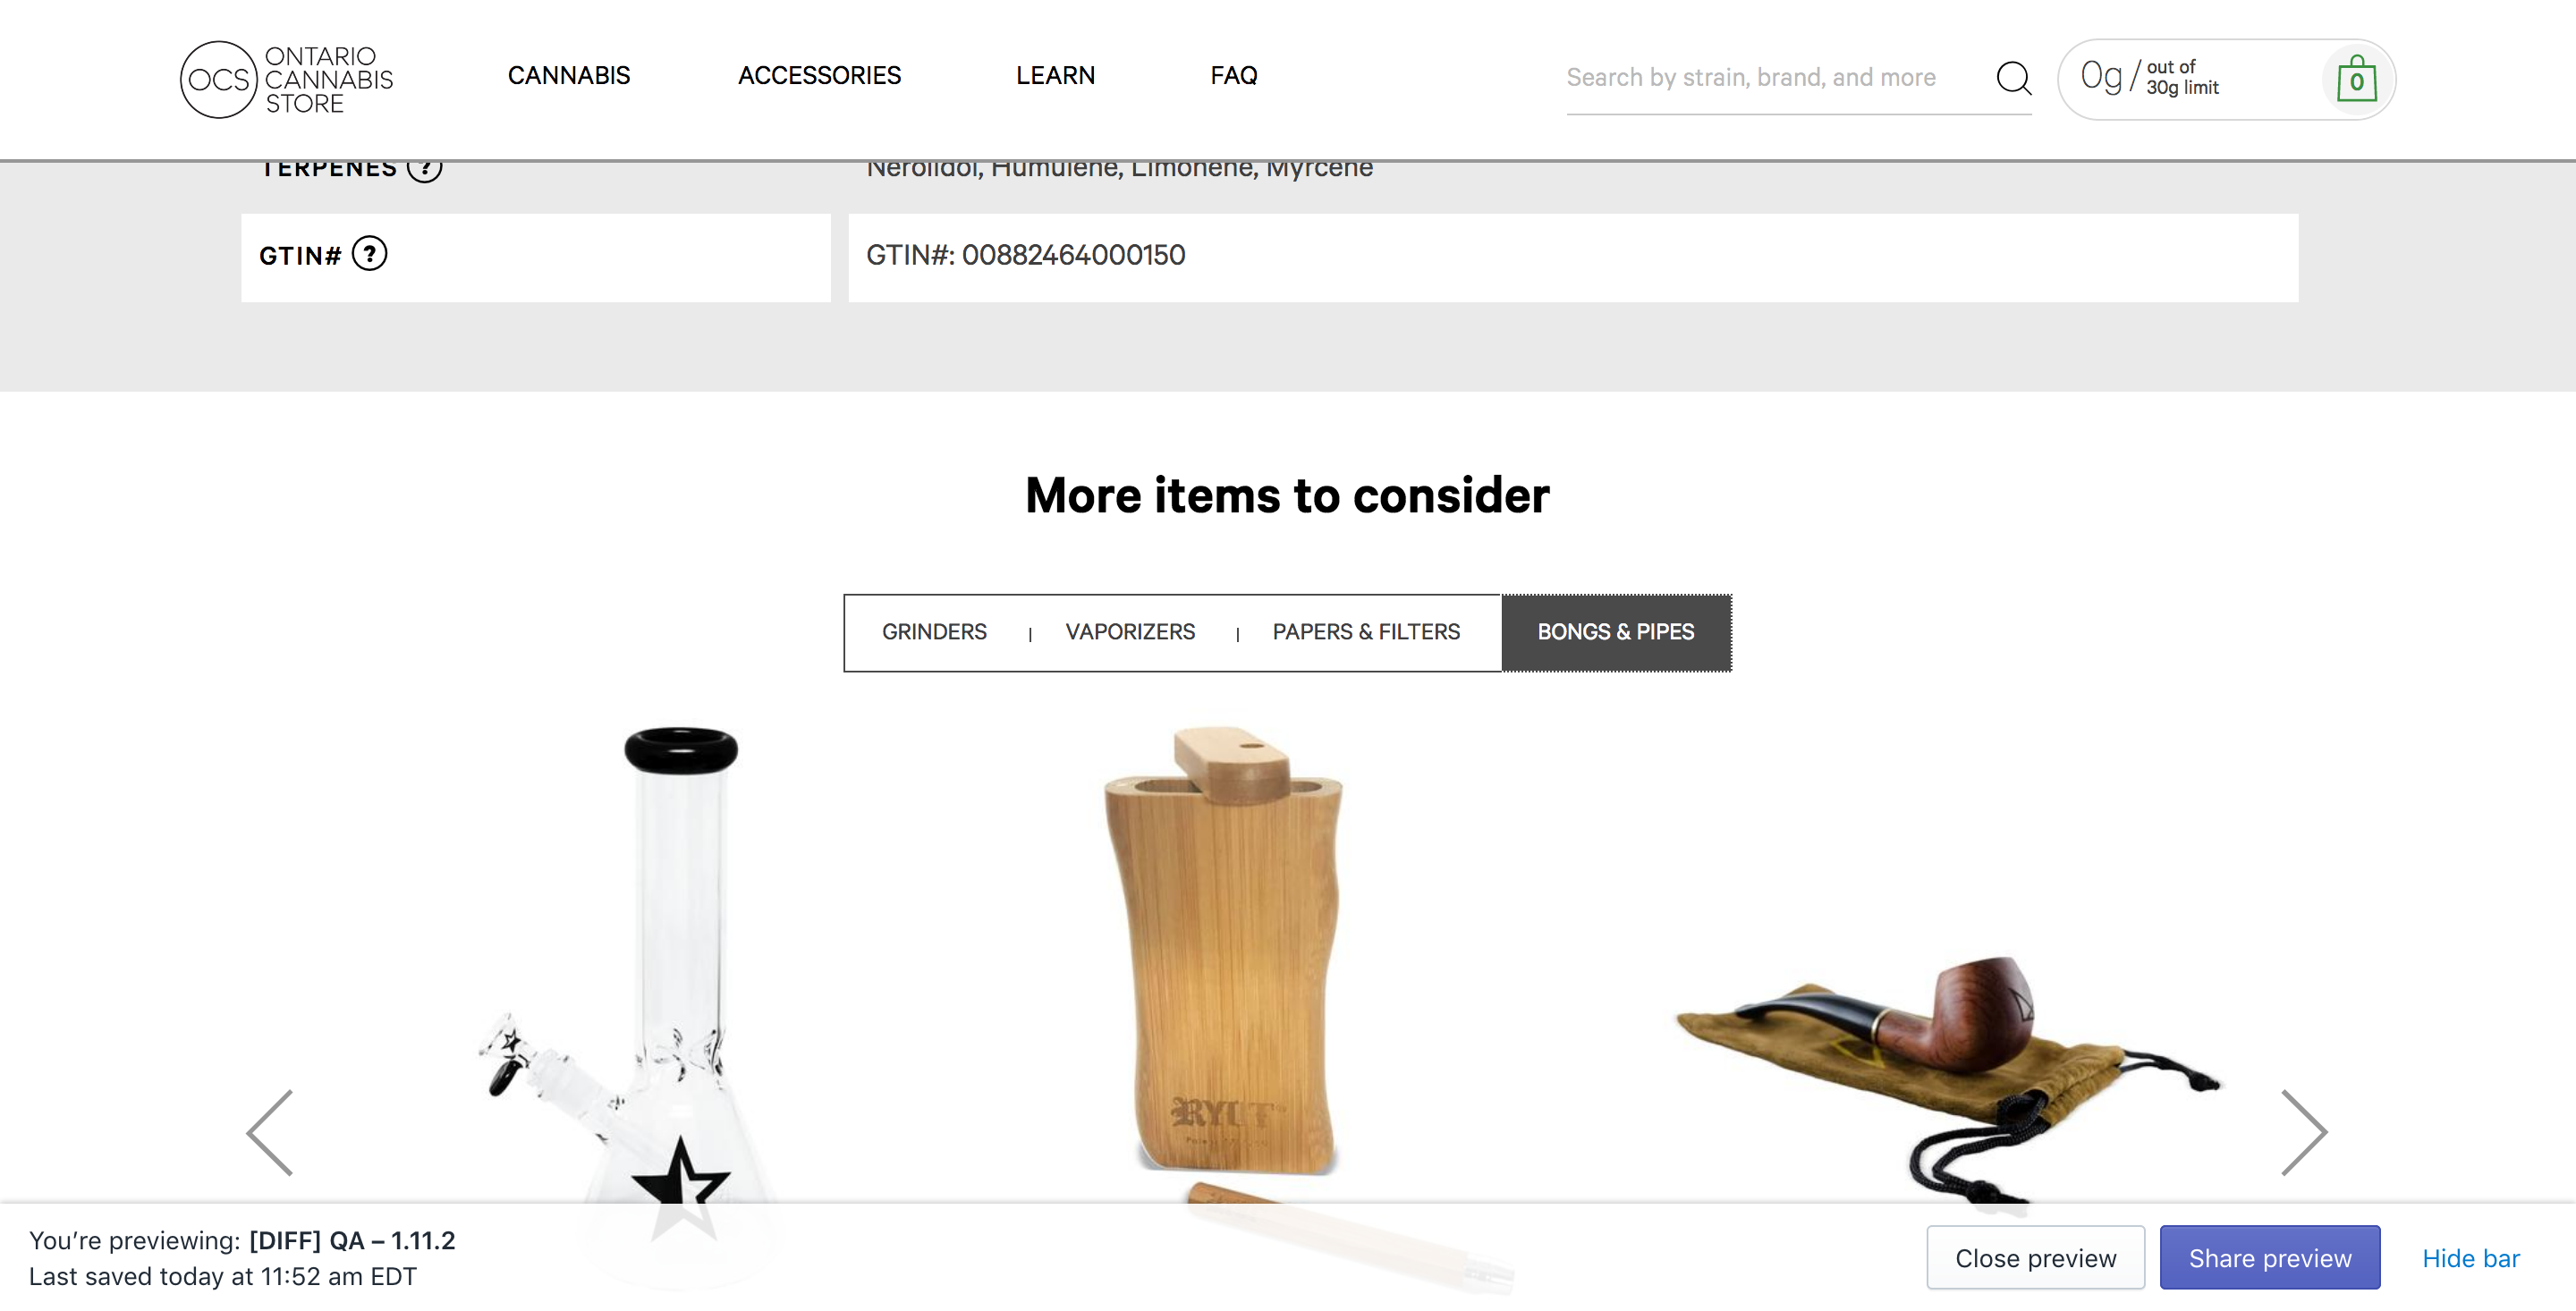 OCS ONTARIO
CANNABIS
STORE
CANNABIS
ACCESSORIES
LEARN
FAQ
Search by strain, brand, and more
0g / out of
30g limit
0
TERPENES ?
Nerolidol, Humulene, Limonene, Myrcene
GTIN# ?
GTIN#: 00882464000150
More items to consider
GRINDERS | VAPORIZERS | PAPERS & FILTERS BONGS & PIPES
RYOT
You're previewing: [DIFF] QA – 1.11.2
Last saved today at 11:52 am EDT
Close preview
Share preview
Hide bar